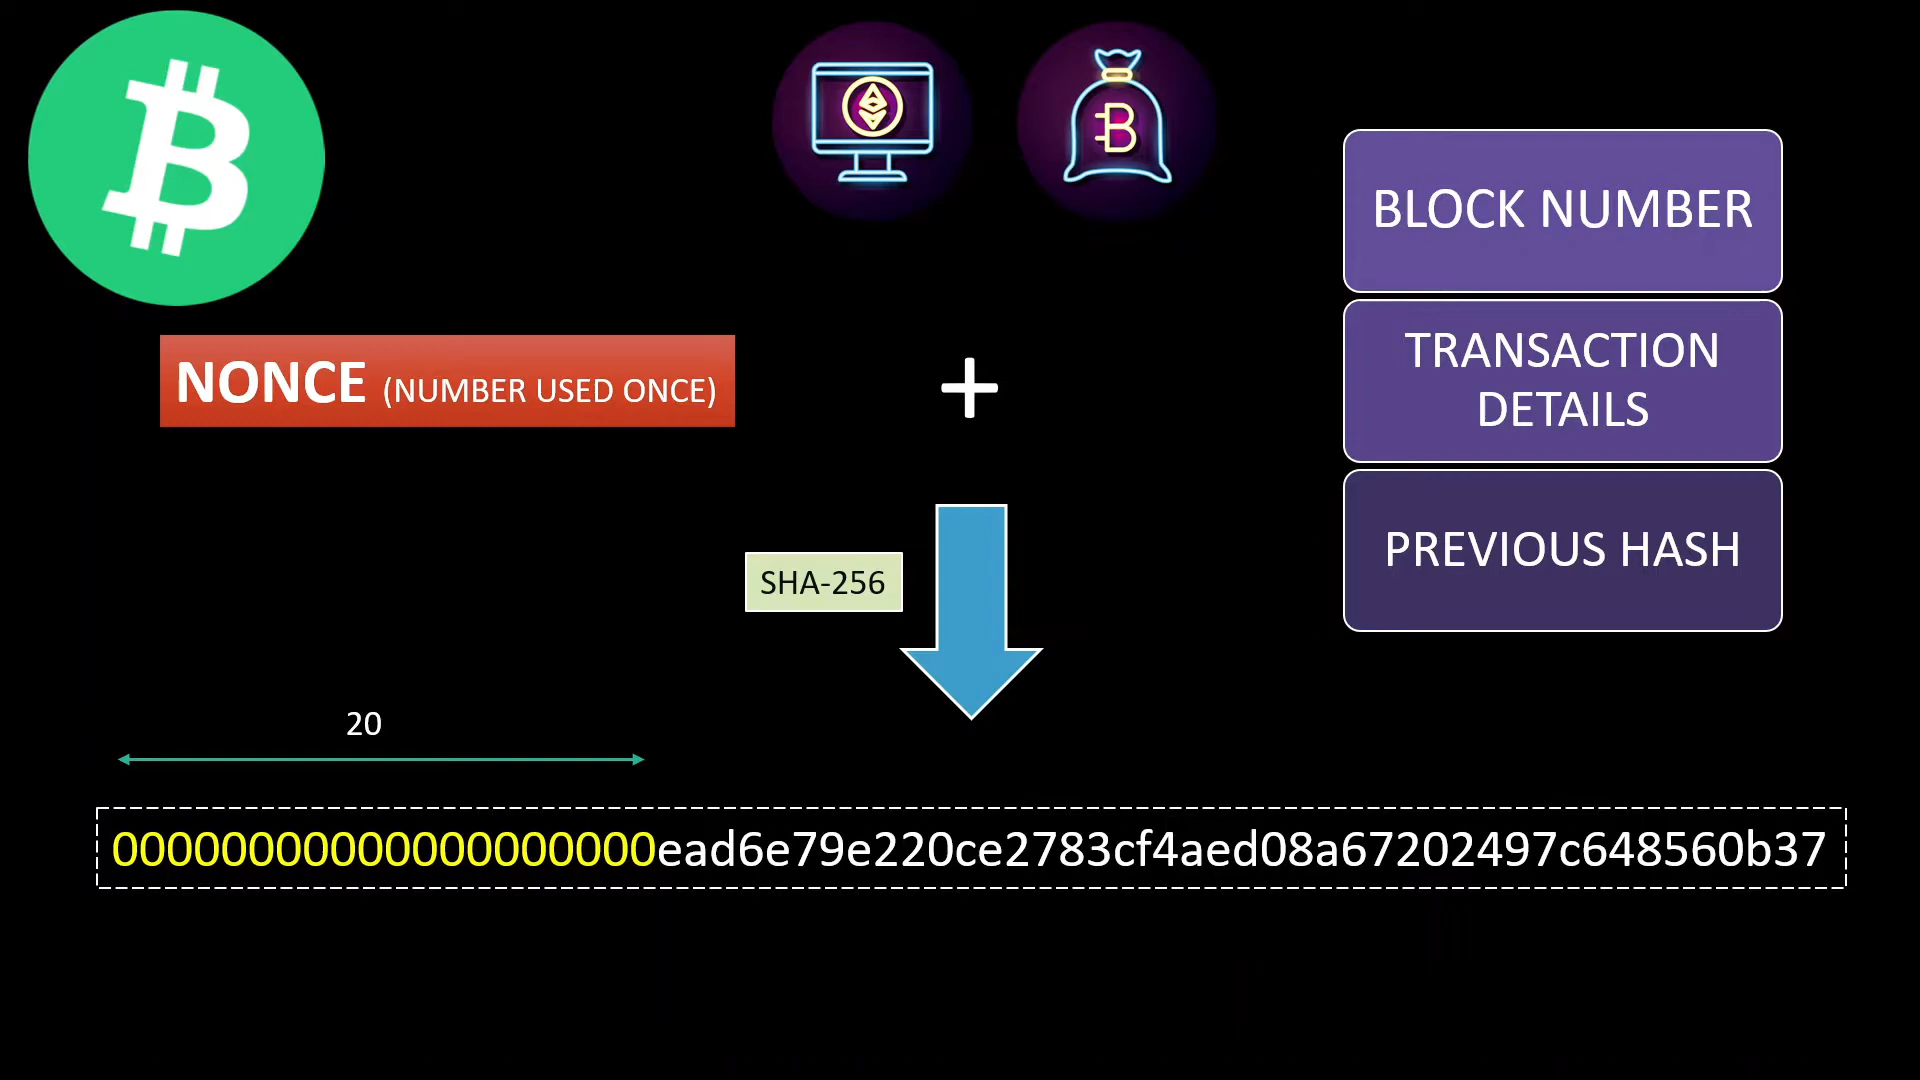 BLOCK NUMBER
TRANSACTION
DETAILS
PREVIOUS HASH
NONCE (NUMBER USED ONCE)
+
SHA-256
20
00000000000000000000ead6e79e220ce2783cf4aed08a67202497c648560b37